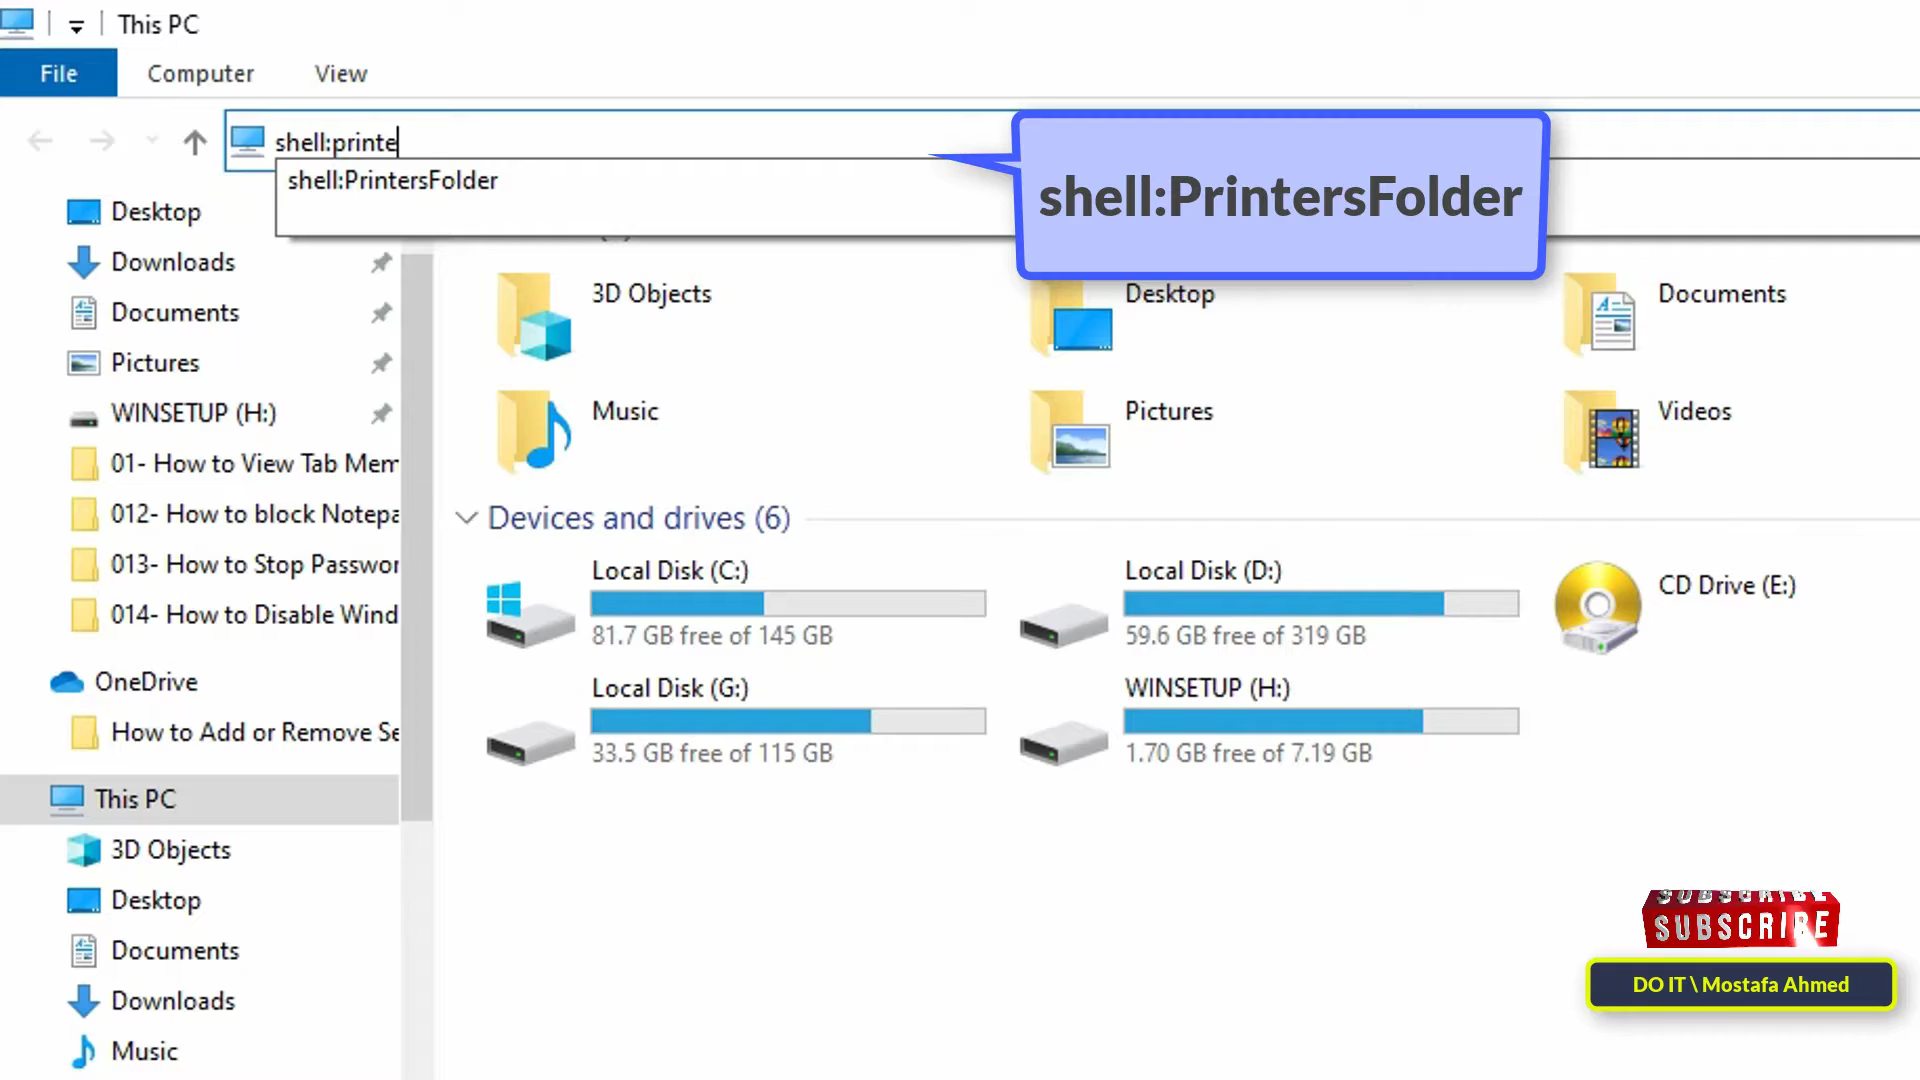 This PC
File Computer View
shell:printe
shell:PrintersFolder
shell:PrintersFolder
Desktop
Downloads
Documents
Pictures
WINSETUP (H:)
01- How to View Tab Mem
012- How to block Notepa
013- How to Stop Passwor
014- How to Disable Wind
OneDrive
How to Add or Remove Se
This PC
3D Objects
Desktop
Documents
Downloads
Music
3D Objects
Desktop
Documents
Music
Pictures
Videos
Devices and drives (6)
Local Disk (C:)
81.7 GB free of 145 GB
Local Disk (D:)
59.6 GB free of 319 GB
CD Drive (E:)
Local Disk (G:)
33.5 GB free of 115 GB
WINSETUP (H:)
1.70 GB free of 7.19 GB
SUBSCRIBE
SUBSCRIBE
DO IT \ Mostafa Ahmed